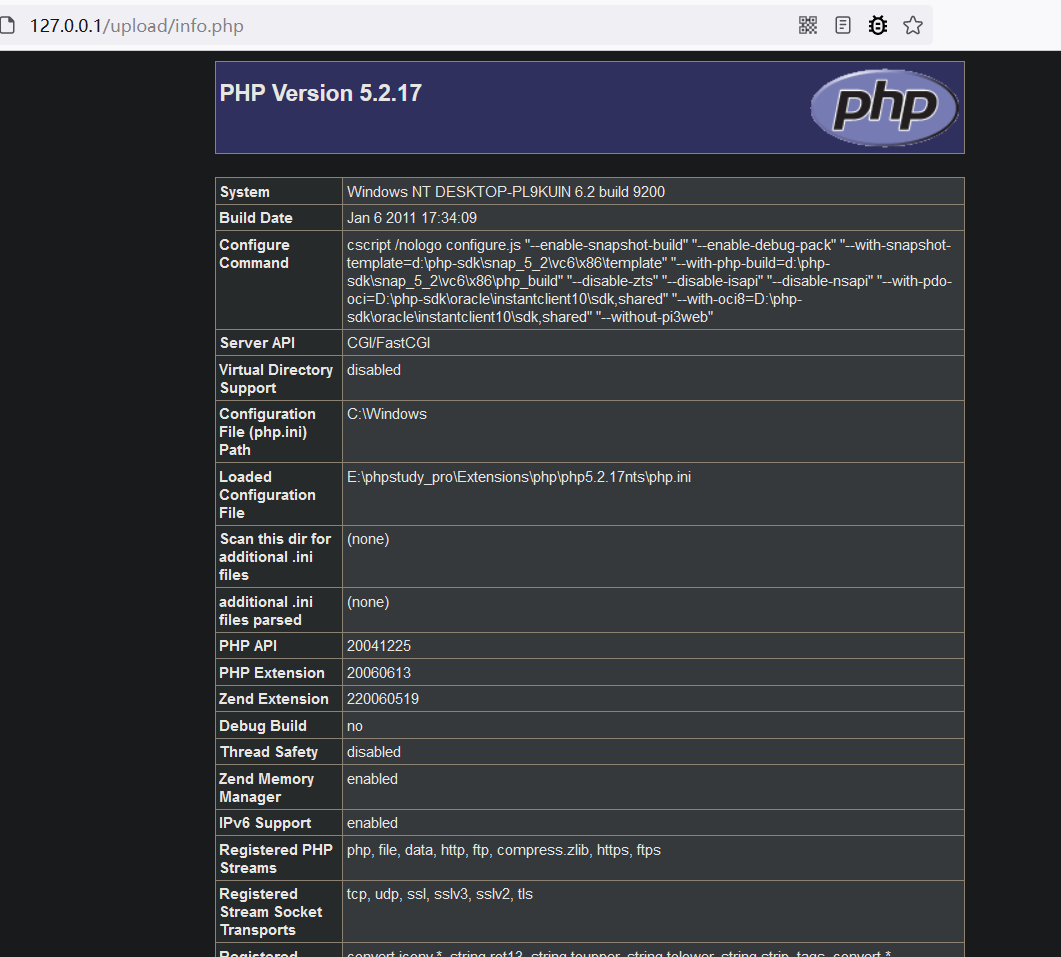 127.0.0.1/upload/info.php
PHP Version 5.2.17
php
System Windows NT DESKTOP-PL9KUIN 6.2 build 9200
Build Date Jan 6 2011 17:34:09
Configure Command cscript /nologo configure.js "--enable-snapshot-build" "--enable-debug-pack" "--with-snapshot-
template=d:\php-sdk\snap_5_2\vc6\x86\template" "--with-php-build=d:\php-
sdk\snap_5_2\vc6\x86\php_build" "--disable-zts" "--disable-isapi" "--disable-nsapi" "--with-pdo-
oci=D:\php-sdk\oracle\instantclient10\sdk,shared" "--with-oci8=D:\php-
sdk\oracle\instantclient10\sdk,shared" "--without-pi3web"
Server API CGI/FastCGI
Virtual Directory
Support disabled
Configuration
File (php.ini)
Path C:\Windows
Loaded
Configuration
File E:\phpstudy_pro\Extensions\php\php5.2.17nts\php.ini
Scan this dir for
additional .ini
files (none)
additional .ini
files parsed (none)
PHP API 20041225
PHP Extension 20060613
Zend Extension 220060519
Debug Build no
Thread Safety disabled
Zend Memory
Manager enabled
IPv6 Support enabled
Registered PHP
Streams php, file, data, http, ftp, compress.zlib, https, ftps
Registered
Stream Socket
Transports tcp, udp, ssl, sslv3, sslv2, tls
Registered convert.iconv.*, string.rot13, string.toupper, string.tolower, string.strip_tags, convert.*